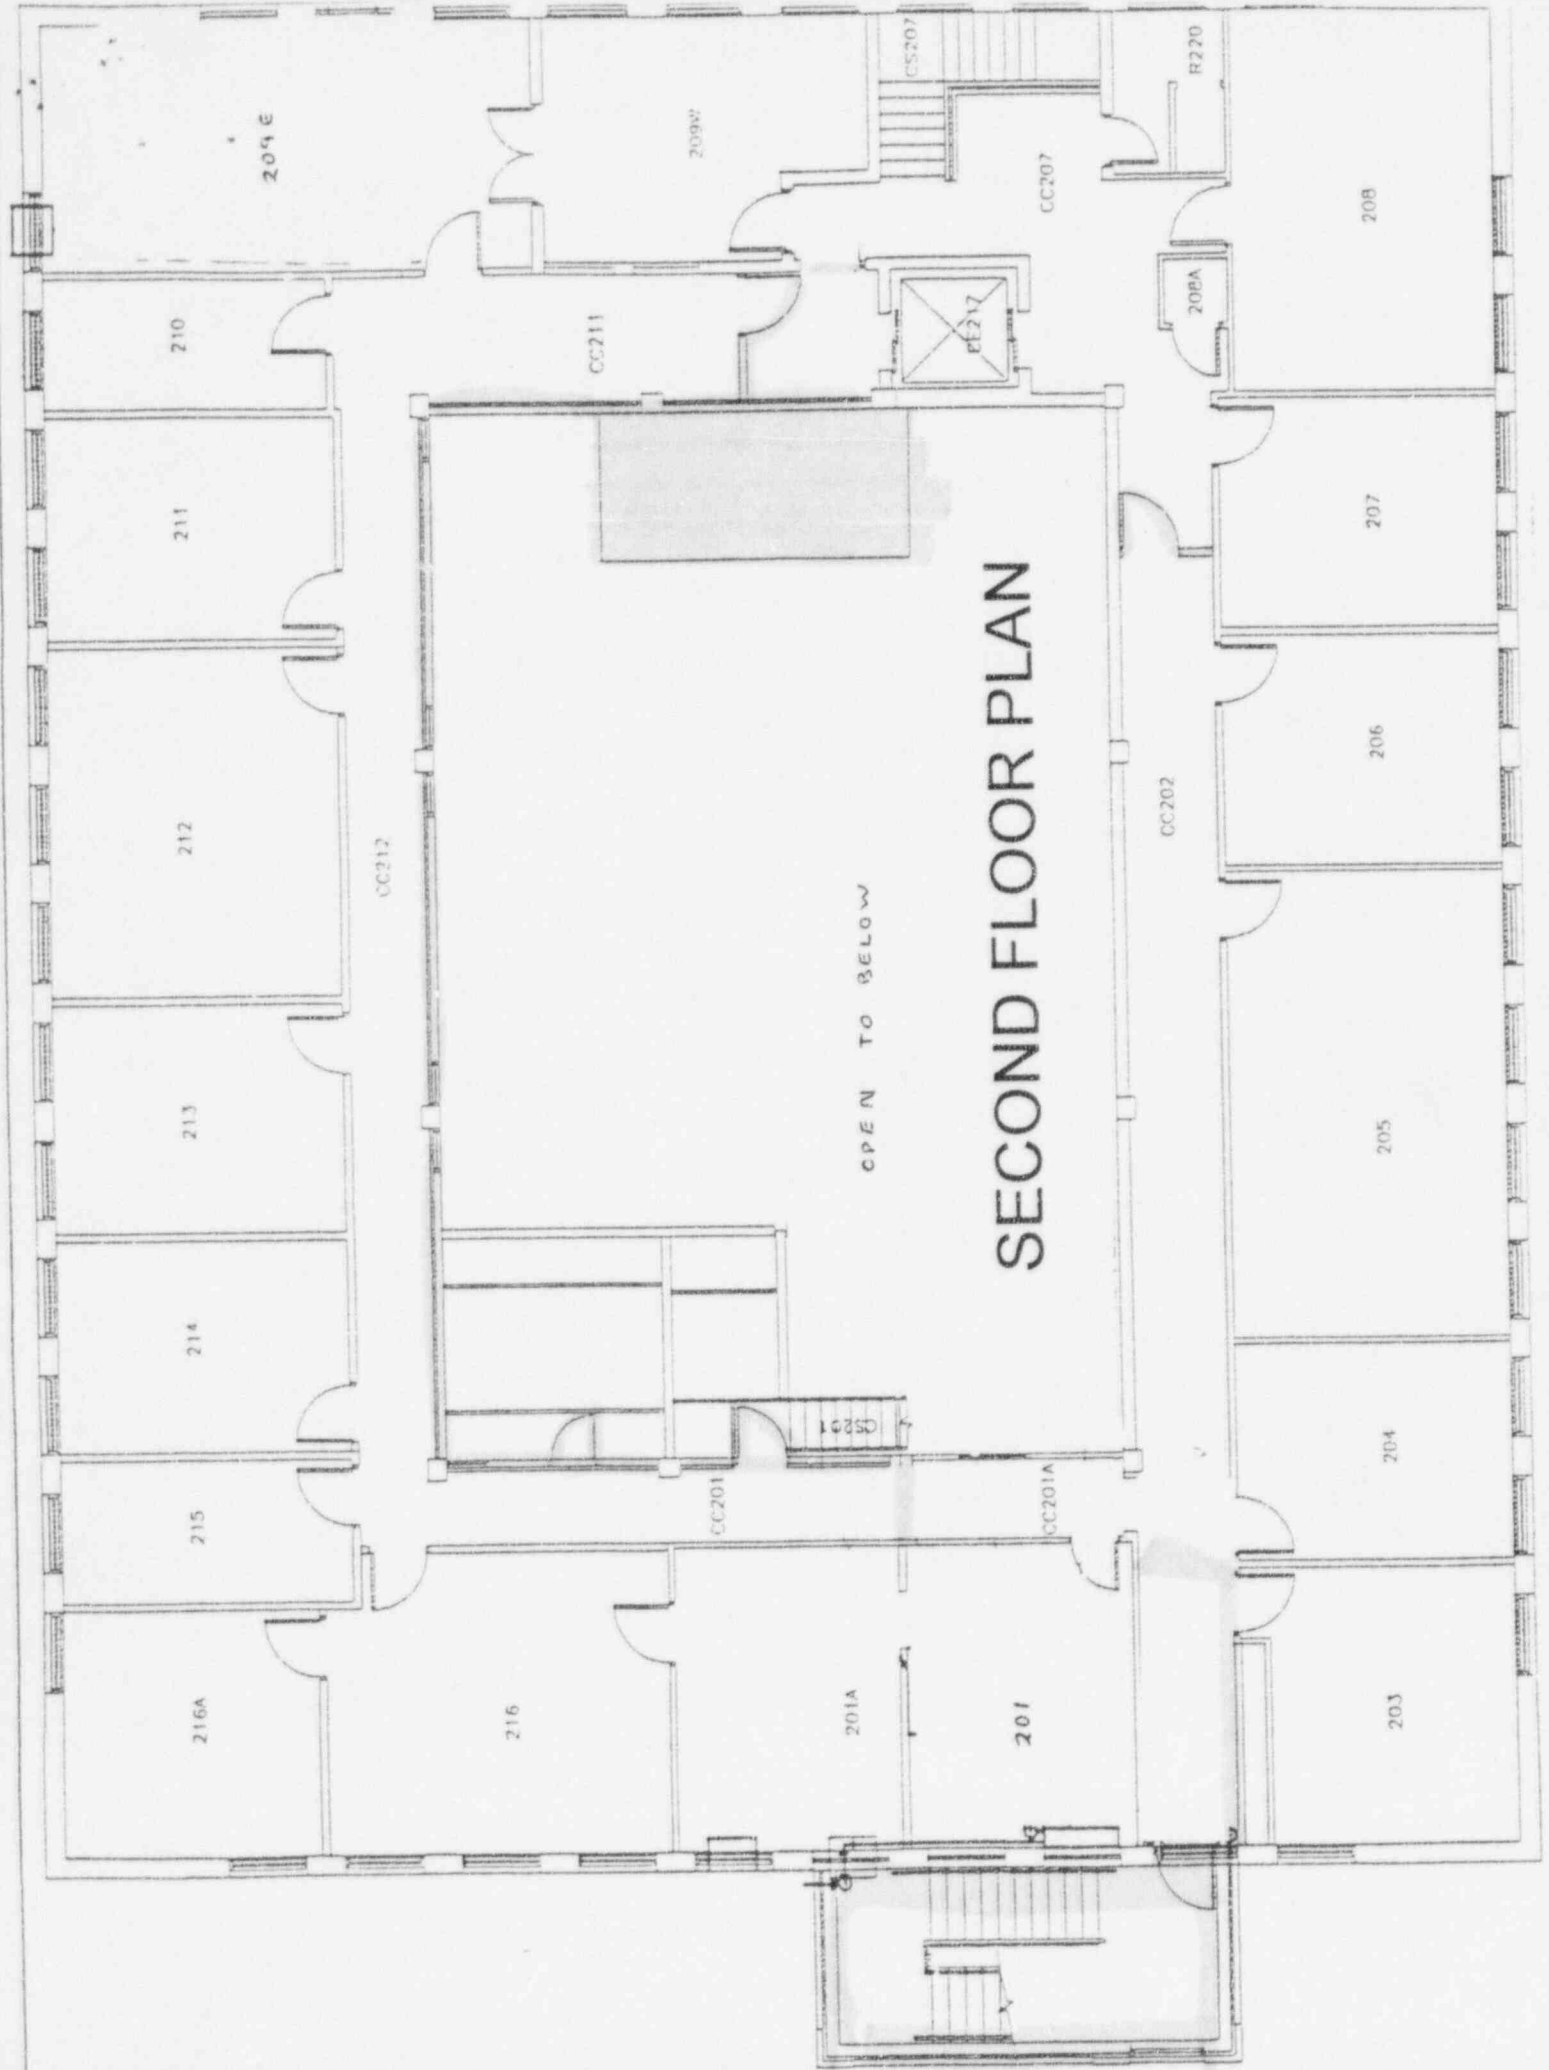 SECOND FLOOR PLAN
OPEN TO BELOW
209E
209W
CS207
R220
CC207
208
208A
210
CC211
EE217
211
207
212
CC212
206
CC202
213
205
214
CS201
204
215
CC201
CC201A
216A
216
201A
201
203